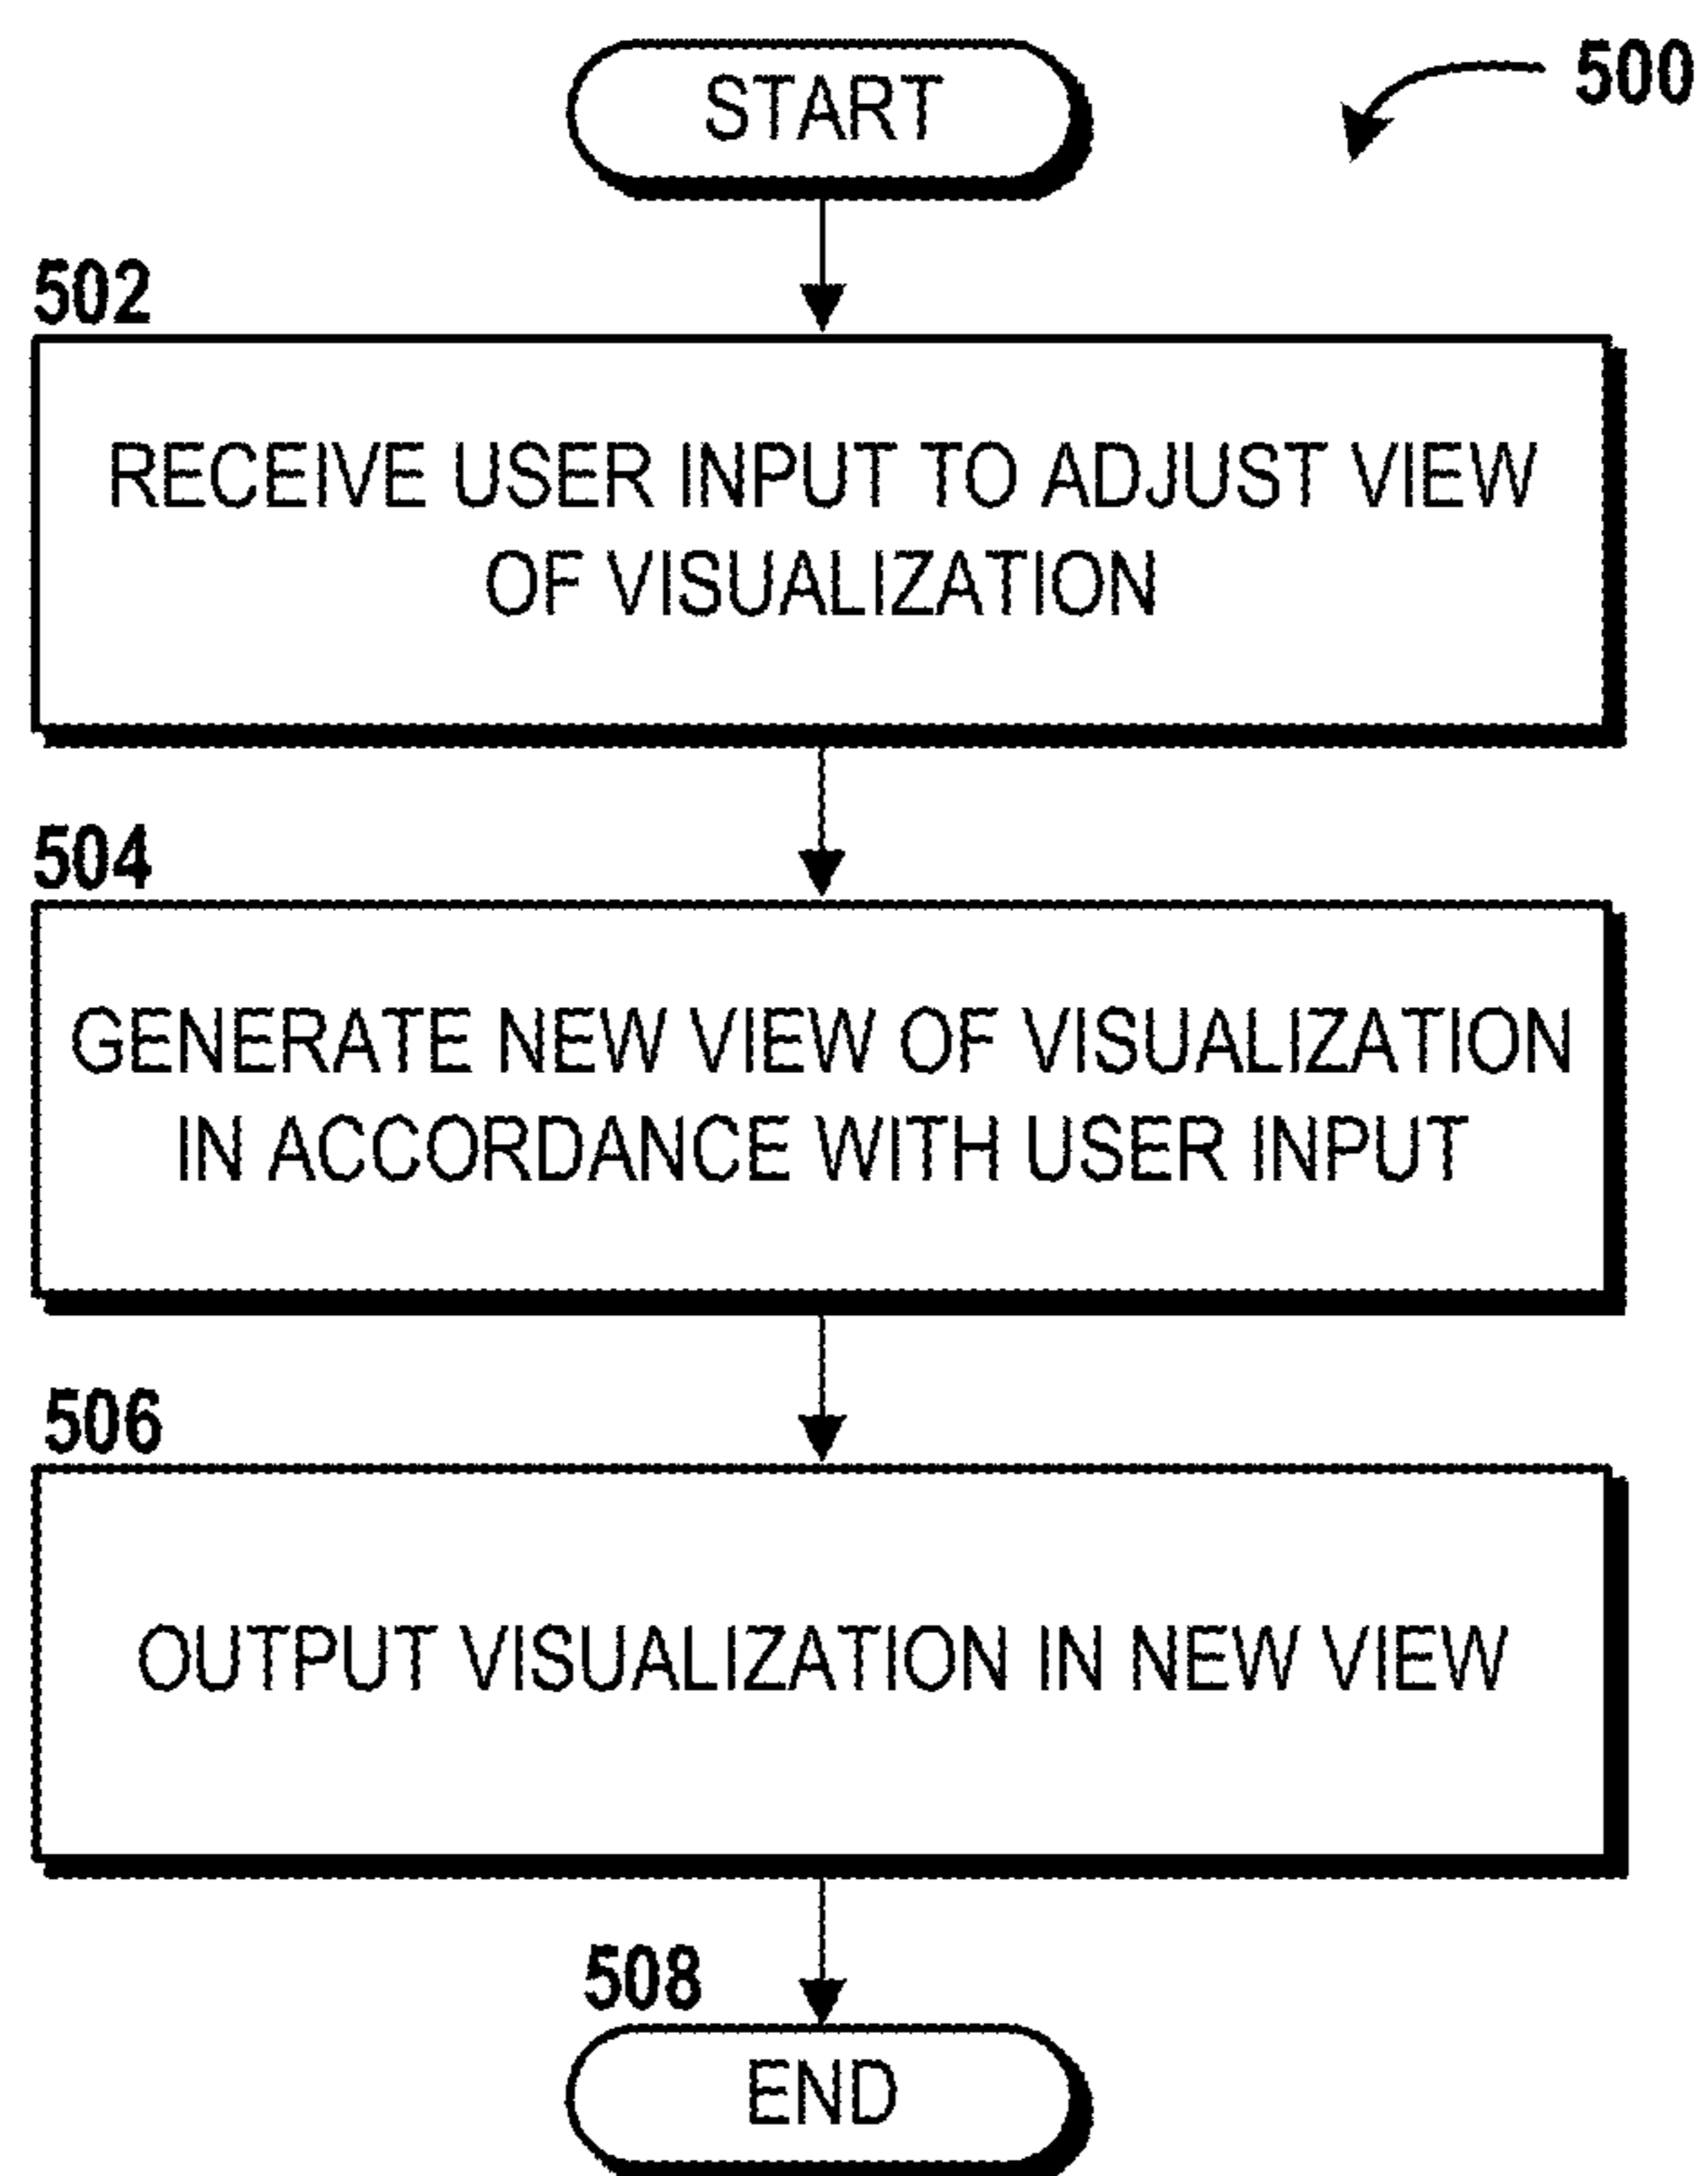 START
500
502
RECEIVE USER INPUT TO ADJUST VIEW
OF VISUALIZATION
504
GENERATE NEW VIEW OF VISUALIZATION
IN ACCORDANCE WITH USER INPUT
506
OUTPUT VISUALIZATION IN NEW VIEW
508
END